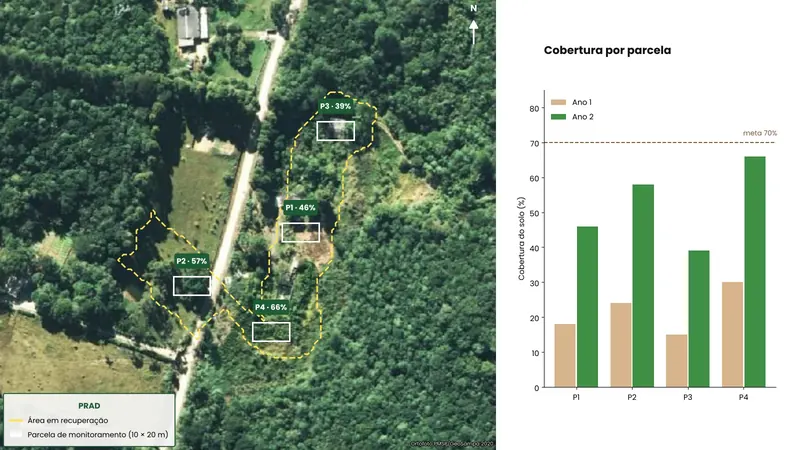 N
P3 · 39%
P1 · 46%
P2 · 57%
P4 · 66%
PRAD
Área em recuperação
Parcela de monitoramento (10 × 20 m)
Cobertura por parcela
Ano 1
Ano 2
meta 70%
Cobertura do solo (%)
80
70
60
50
40
30
20
10
0
P1
P2
P3
P4